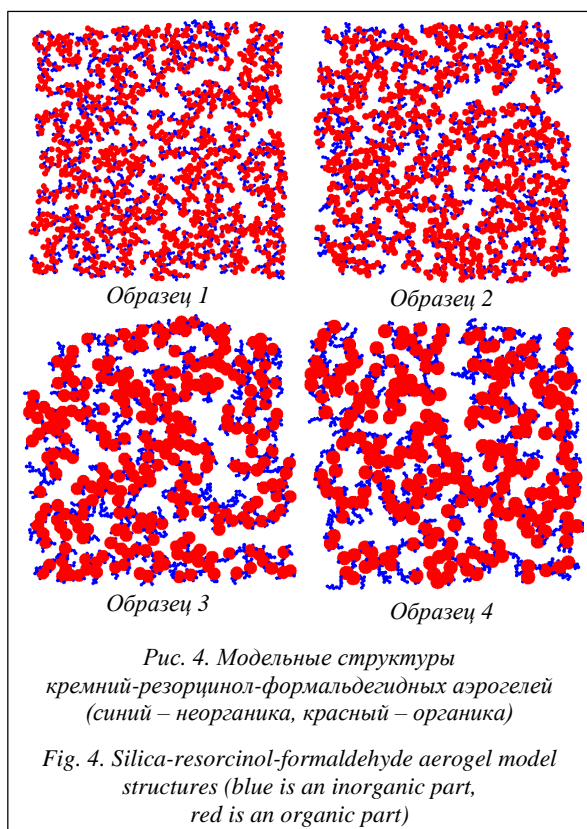 Образец 1
Образец 2
Образец 3
Образец 4
Рис. 4. Модельные структуры
кремний-резорцинол-формальдегидных аэрогелей
(синий – неорганика, красный – органика)
Fig. 4. Silica-resorcinol-formaldehyde aerogel model
structures (blue is an inorganic part,
red is an organic part)